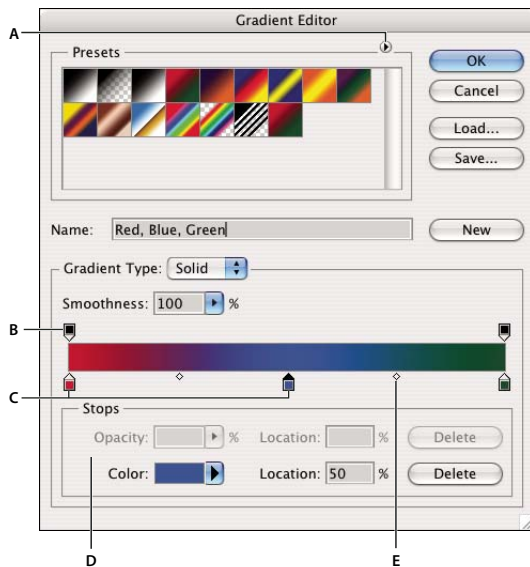 Gradient Editor
A
Presets
OK
Cancel
Load...
Save...
Name: Red, Blue, Green New
Gradient Type: Solid
Smoothness: 100 %
B
C
Stops
Opacity: % Location: % Delete
Color: Location: 50 % Delete
D E